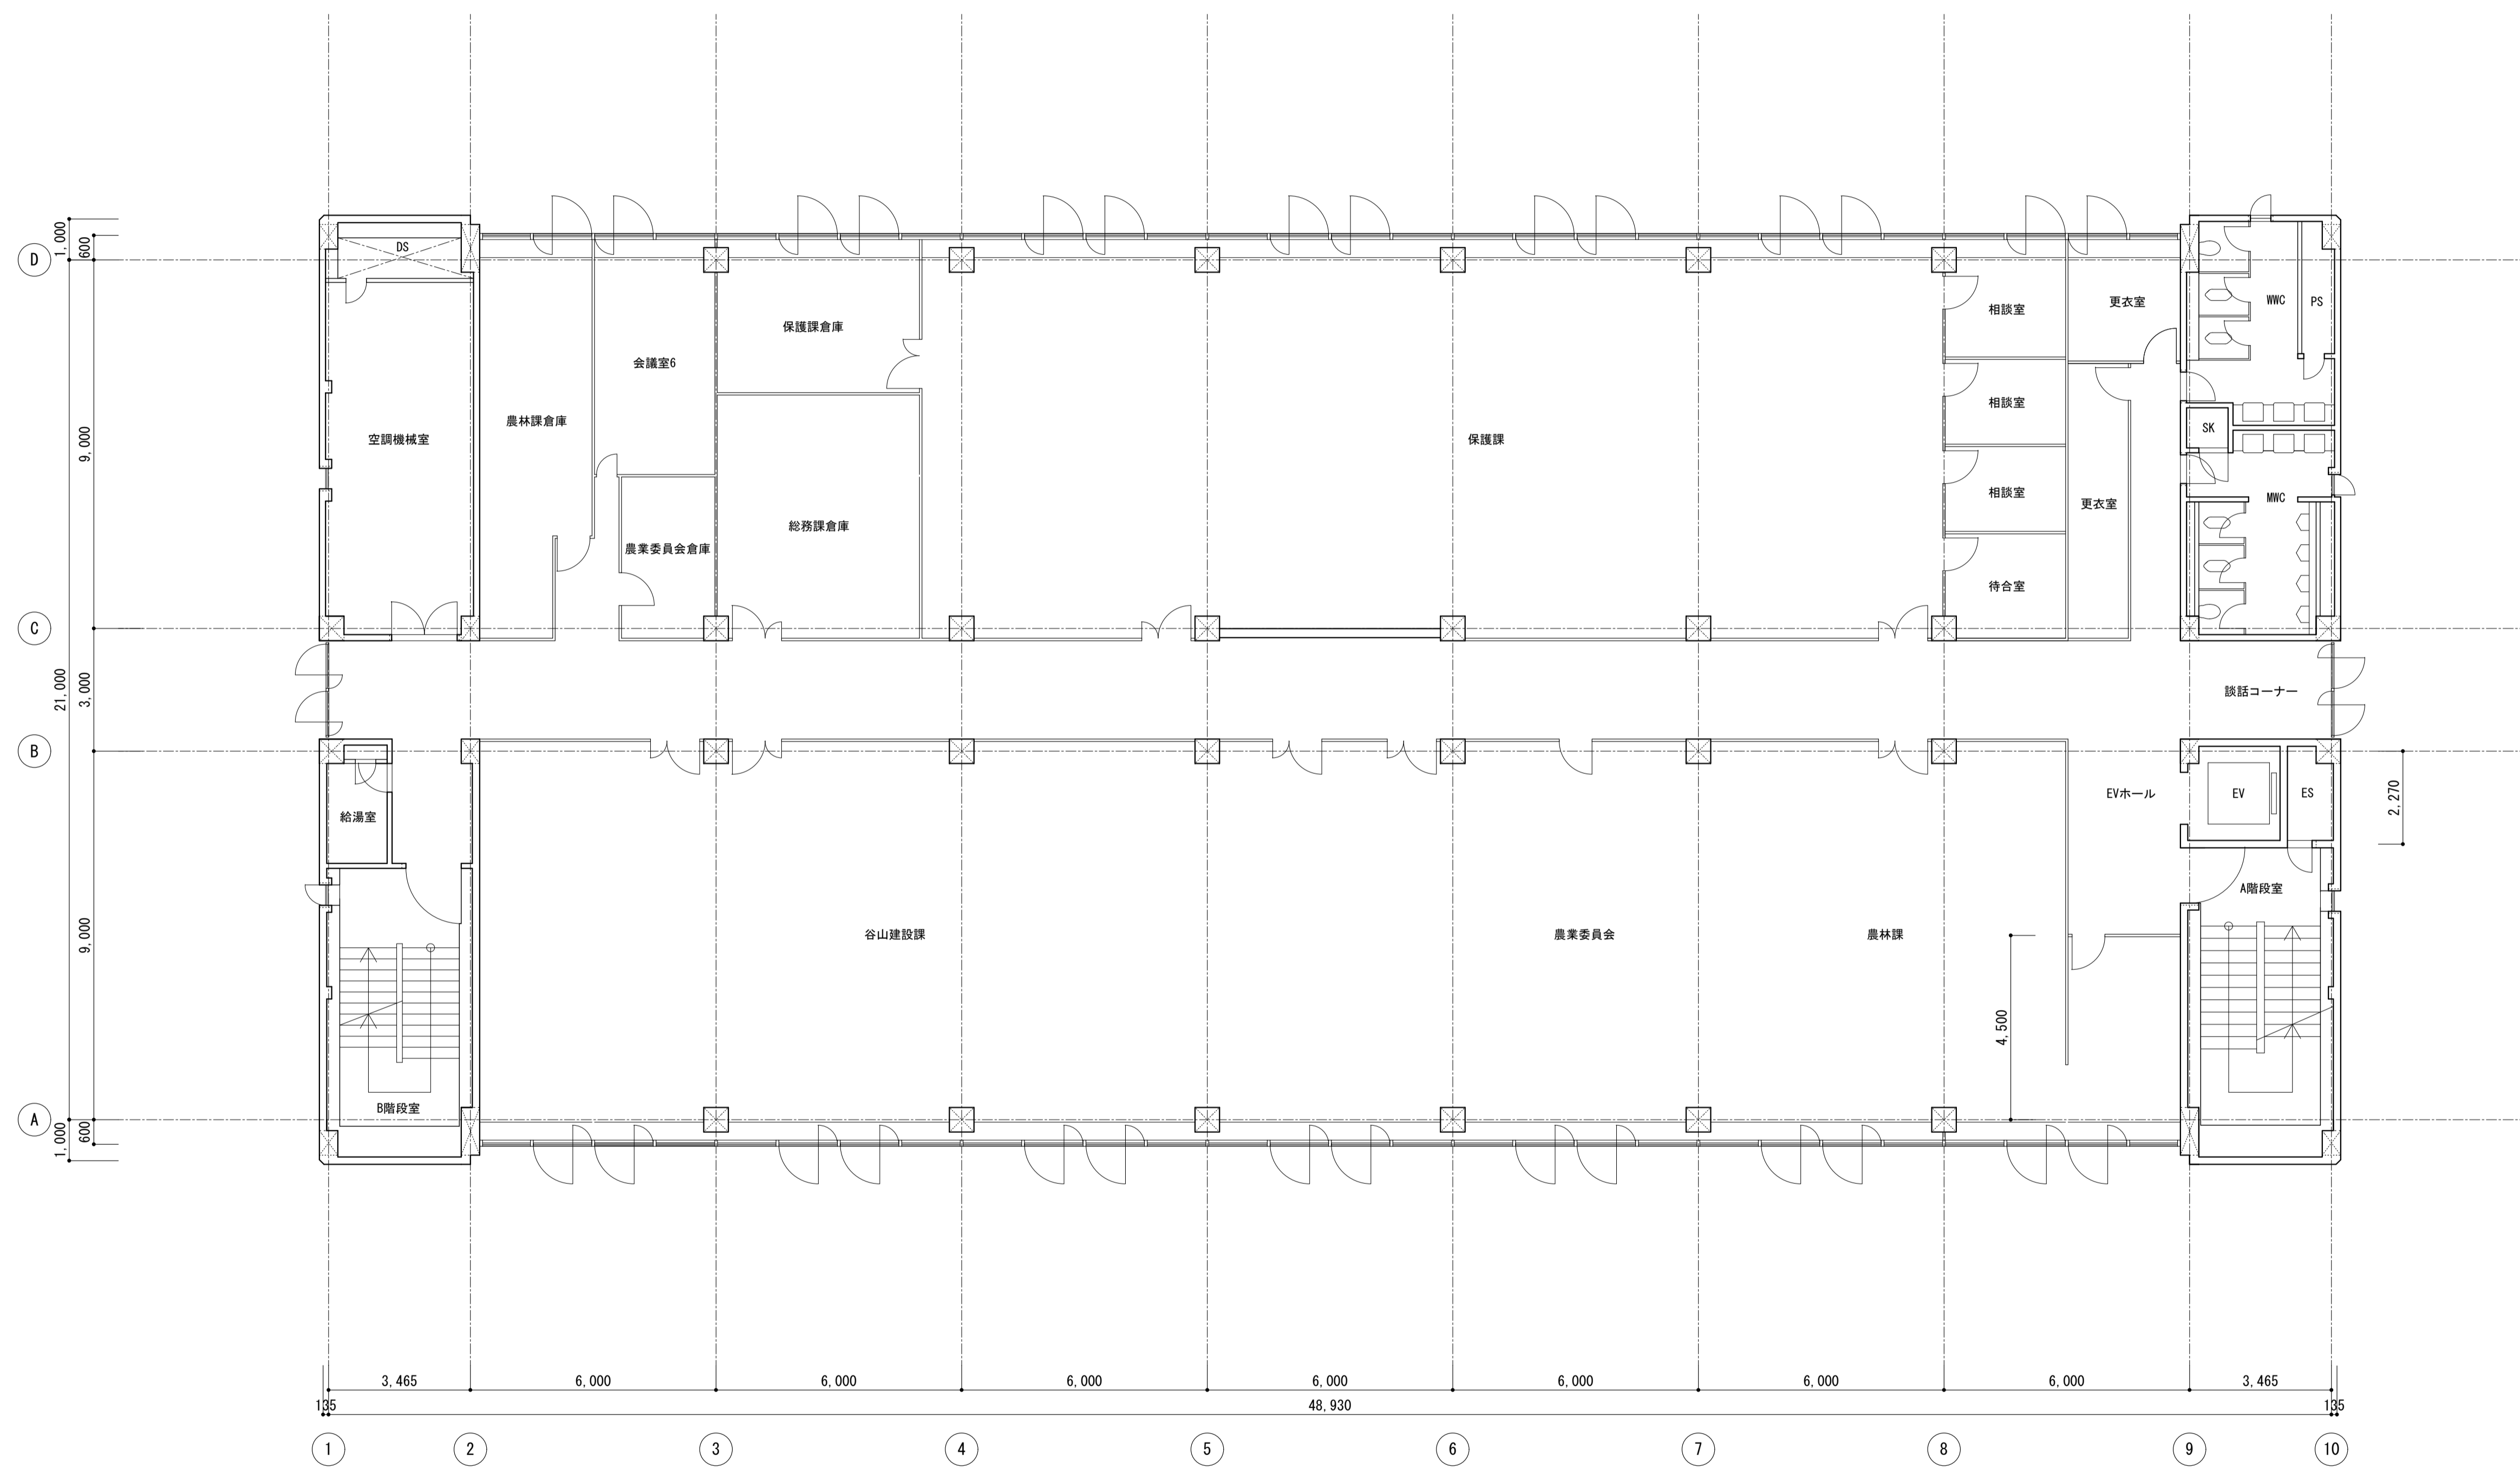 1,000
600
D
DS
WWC
PS
相談室
更衣室
保護課倉庫
会議室6
農林課倉庫
空調機械室
9,000
保護課
相談室
SK
相談室
更衣室
MWC
総務課倉庫
農業委員会倉庫
待合室
C
21,000
3,000
談話コーナー
B
給湯室
EVホール
EV
ES
2,270
A階段室
9,000
谷山建設課
農業委員会
農林課
4,500
B階段室
A
1,000
600
3,465
6,000
6,000
6,000
6,000
6,000
6,000
6,000
3,465
135
48,930
135
1
2
3
4
5
6
7
8
9
10